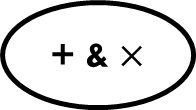 + & ×